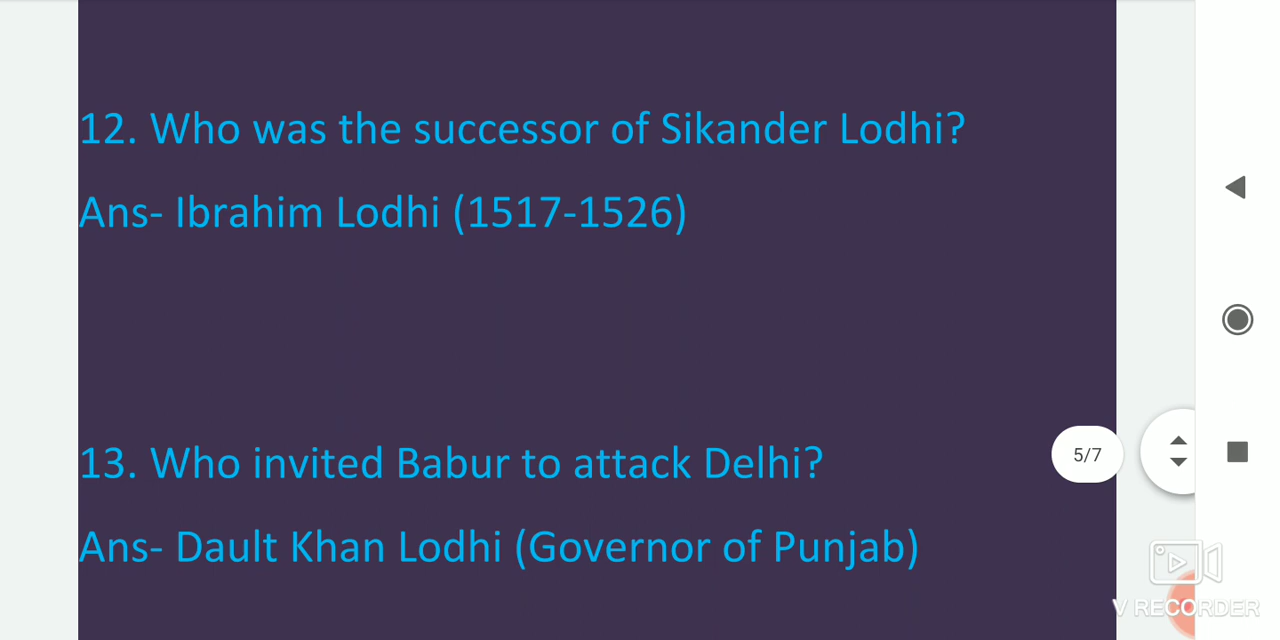 12. Who was the successor of Sikander Lodhi?
Ans- Ibrahim Lodhi (1517-1526)
13. Who invited Babur to attack Delhi?
5/7
Ans- Dault Khan Lodhi (Governor of Punjab)
V RECORDER